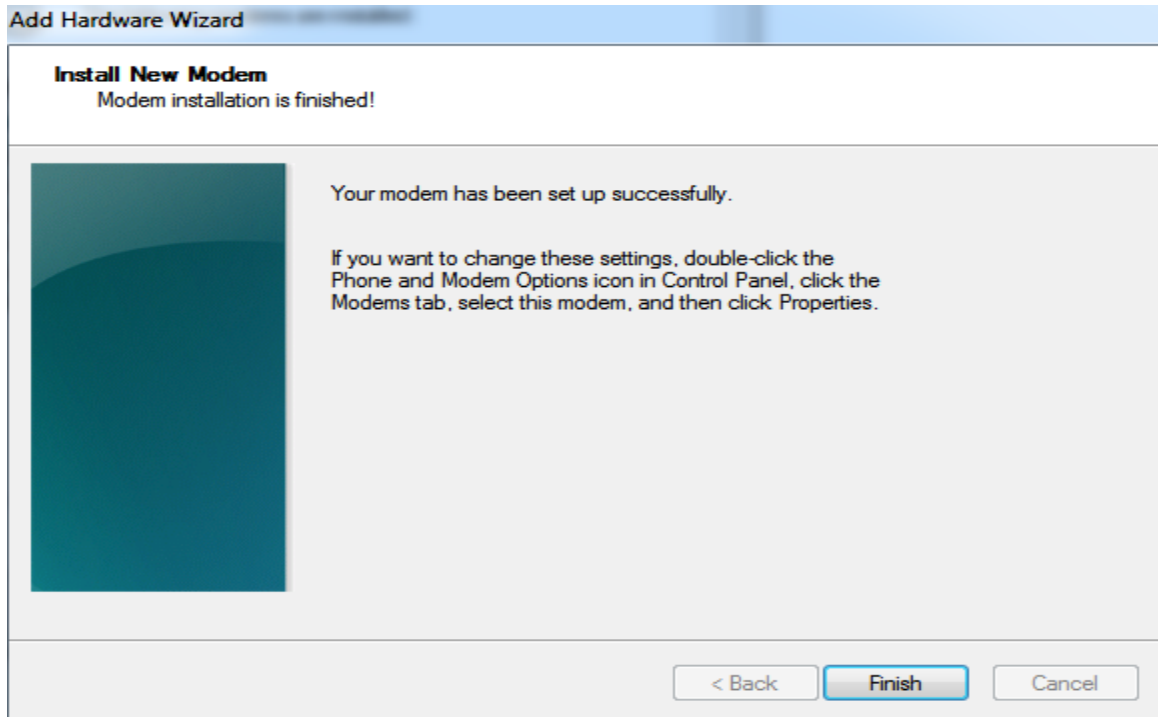 Add Hardware Wizard
Install New Modem
Modem installation is finished!
Your modem has been set up successfully.
If you want to change these settings, double-click the
Phone and Modem Options icon in Control Panel, click the
Modems tab, select this modem, and then click Properties.
< Back Finish Cancel